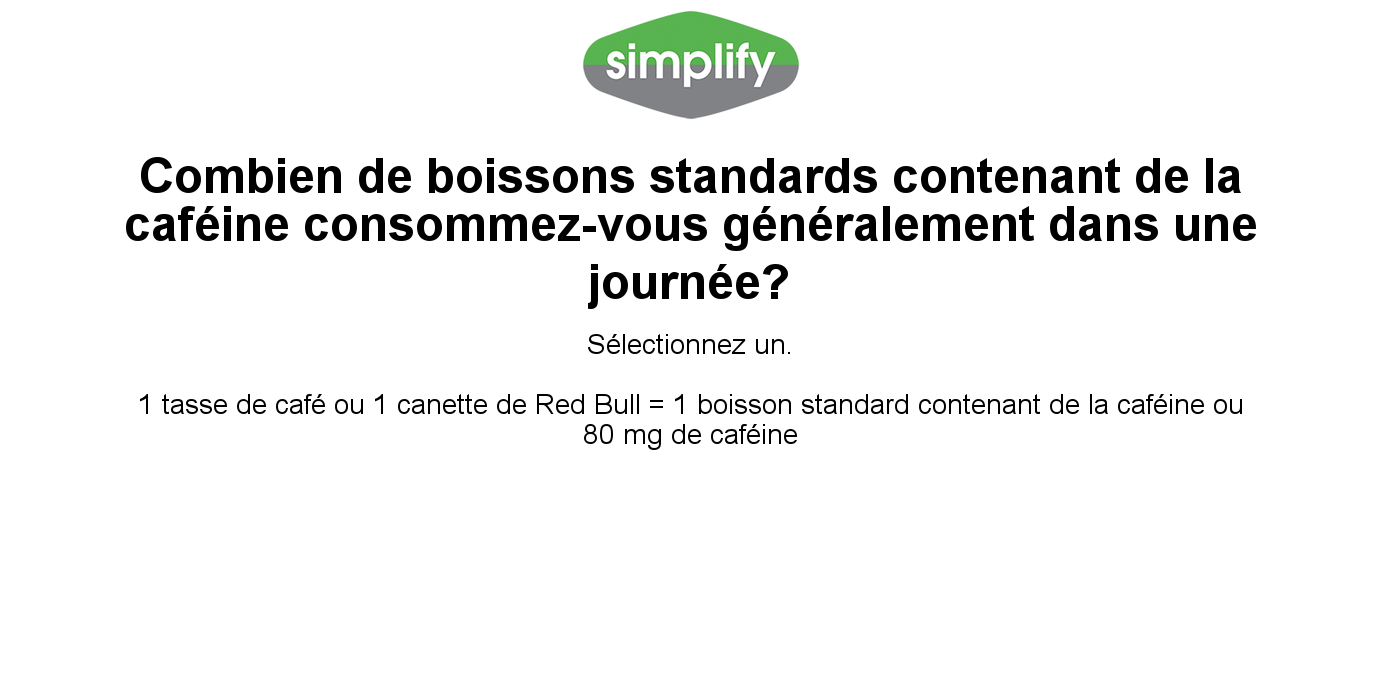 simplify
Combien de boissons standards contenant de la
caféine consommez-vous généralement dans une
journée?
Sélectionnez un.
1 tasse de café ou 1 canette de Red Bull = 1 boisson standard contenant de la caféine ou
80 mg de caféine